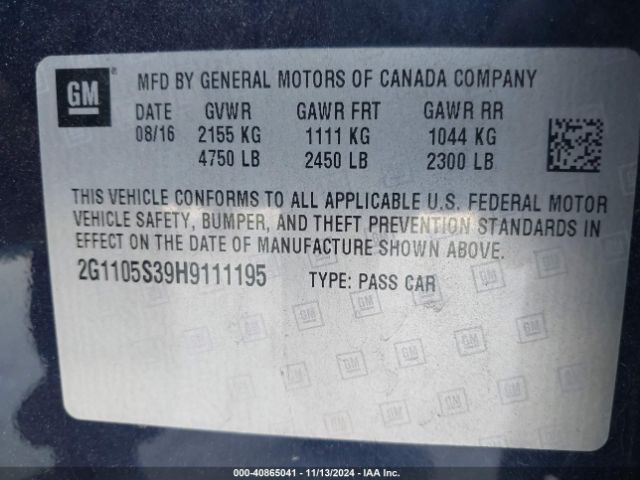 GM
MFD BY GENERAL MOTORS OF CANADA COMPANY
DATE GVWR GAWR FRT GAWR RR
08/16 2155 KG 1111 KG 1044 KG
4750 LB 2450 LB 2300 LB
THIS VEHICLE CONFORMS TO ALL APPLICABLE U.S. FEDERAL MOTOR
VEHICLE SAFETY, BUMPER, AND THEFT PREVENTION STANDARDS IN
EFFECT ON THE DATE OF MANUFACTURE SHOWN ABOVE.
2G1105S39H9111195 TYPE: PASS CAR
000-40865041 - 11/13/2024 - IAA Inc.